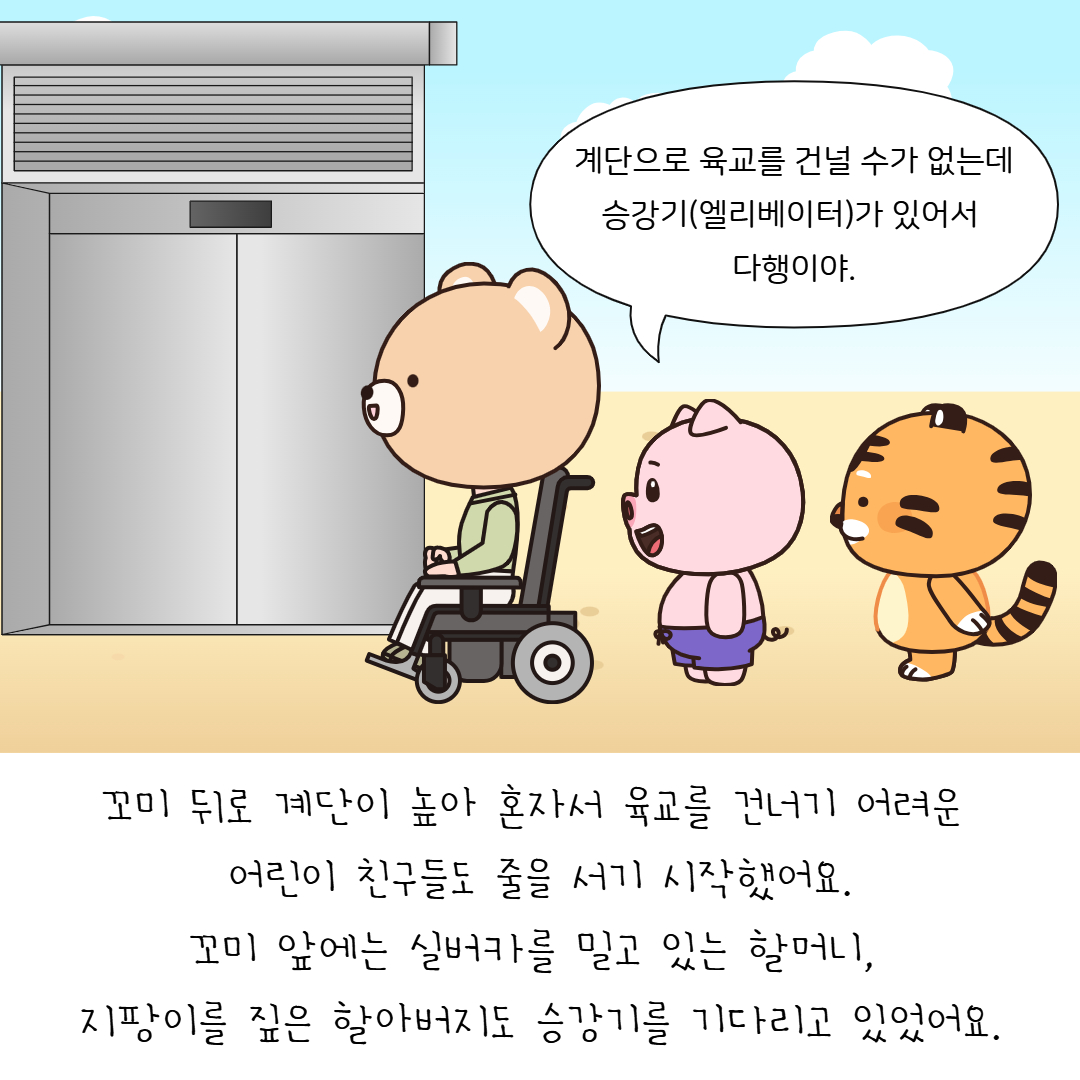 계단으로 육교를 건널 수가 없는데
승강기(엘리베이터)가 있어서
다행이야.
꼬미 뒤로 계단이 높아 혼자서 육교를 건너기 어려운
어린이 친구들도 줄을 서기 시작했어요.
꼬미 앞에는 실버카를 밀고 있는 할머니,
지팡이를 짚은 할아버지도 승강기를 기다리고 있었어요.